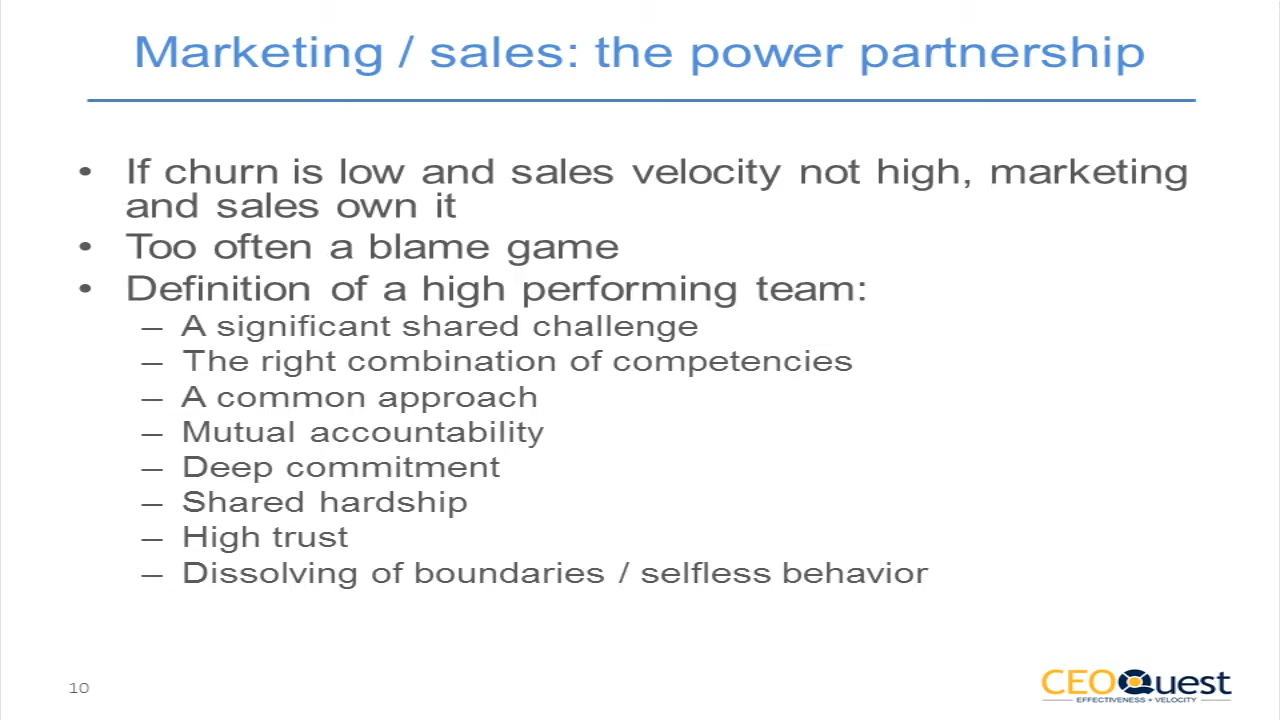 Marketing / sales: the power partnership
• If churn is low and sales velocity not high, marketing
and sales own it
• Too often a blame game
• Definition of a high performing team:
– A significant shared challenge
– The right combination of competencies
– A common approach
– Mutual accountability
– Deep commitment
– Shared hardship
– High trust
– Dissolving of boundaries / selfless behavior
10
CEOQuest
EFFECTIVENESS • VELOCITY